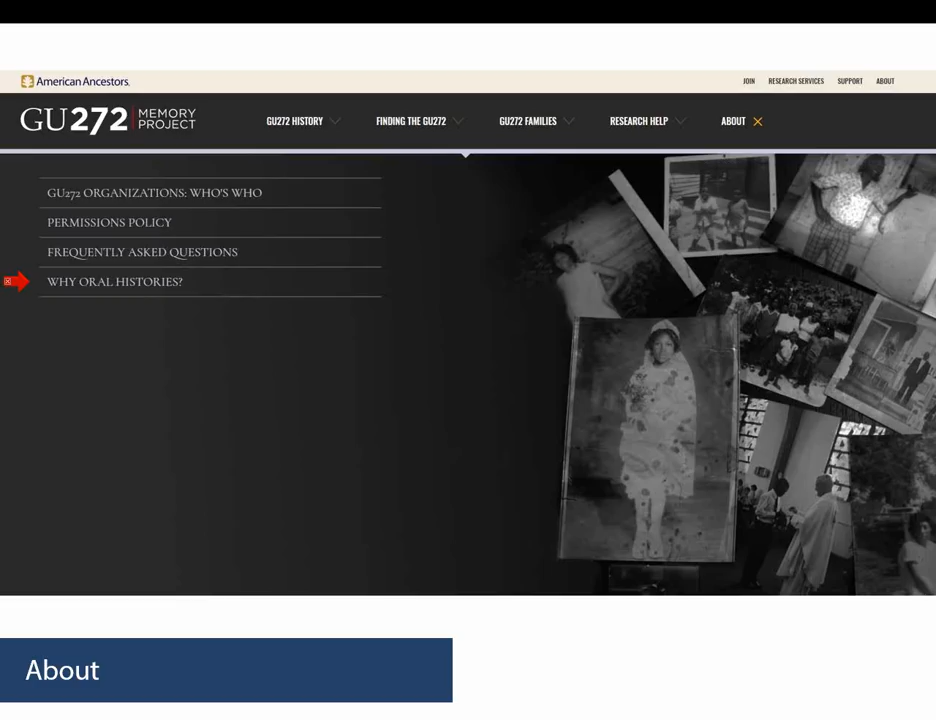 American Ancestors.
JOIN RESEARCH SERVICES SUPPORT ABOUT
GU272 MEMORY PROJECT
GU272 HISTORY FINDING THE GU272 GU272 FAMILIES RESEARCH HELP ABOUT
GU272 ORGANIZATIONS: WHO'S WHO
PERMISSIONS POLICY
FREQUENTLY ASKED QUESTIONS
WHY ORAL HISTORIES?
About